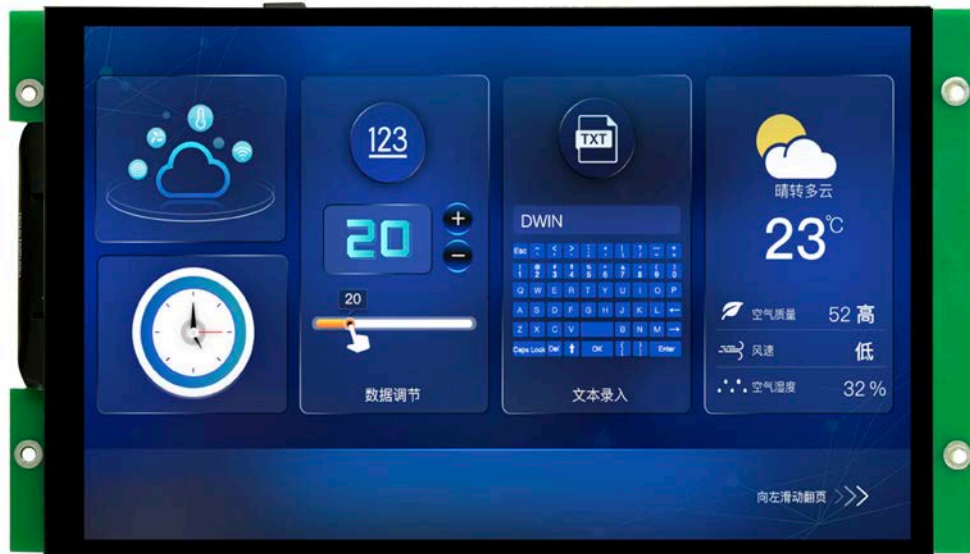 123
20
+
−
20
数据调节
TXT
DWIN
Esc
Q W E R T Y U I O P
A S D F G H J K L ←
Z X C V B N M →
Caps Lock Del ↑ OK Enter
文本录入
晴转多云
23℃
空气质量 52 高
风速 低
空气湿度 32 %
向左滑动翻页 >>>